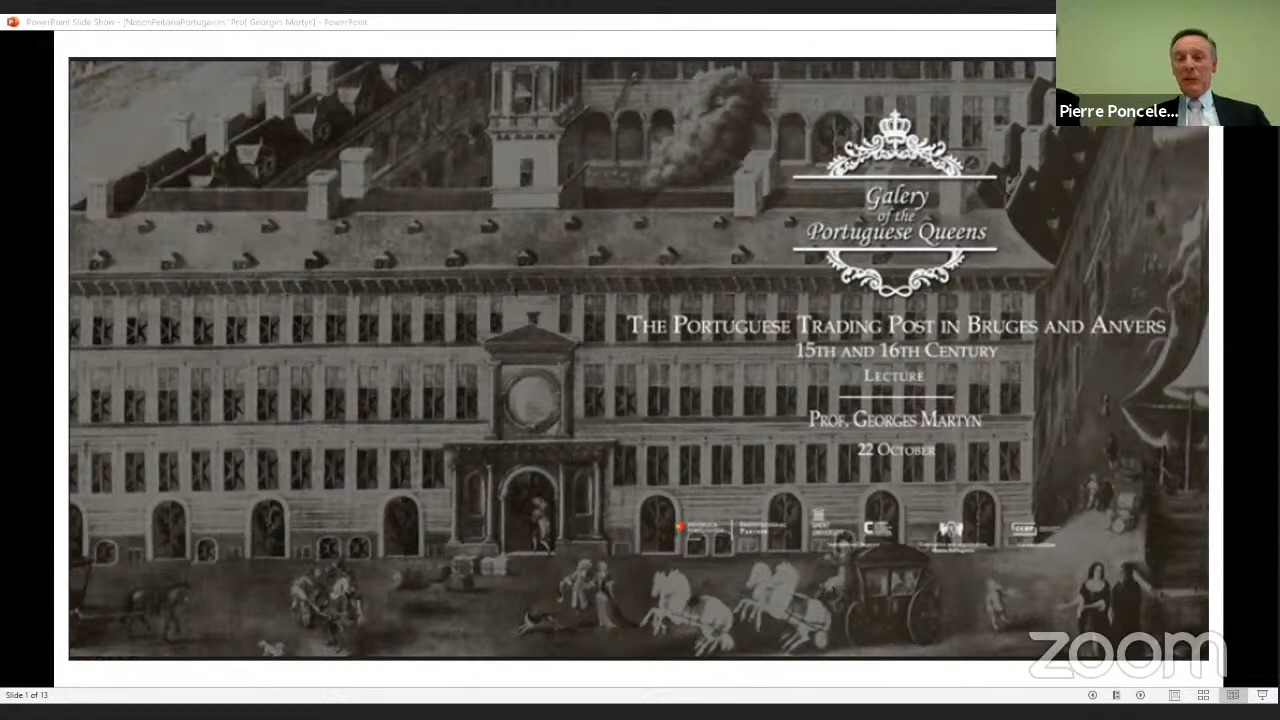 PowerPoint Slide Show - [NationFeitoriaPortugaises Prof Georges Martyn] - PowerPoint
Pierre Poncele...
Galery
of the
Portuguese Queens
The Portuguese Trading Post in Bruges and Anvers
15th and 16th Century
Lecture
Prof. Georges Martyn
22 October
zoom
Slide 1 of 13